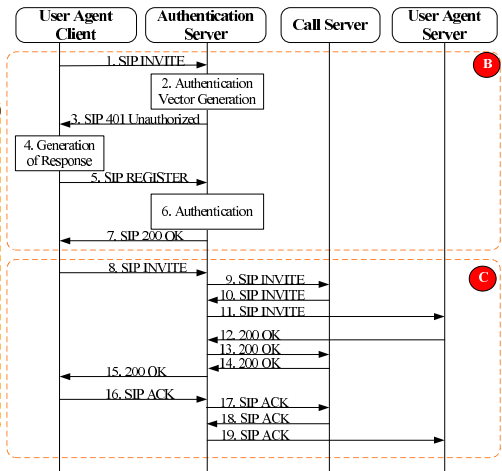 User Agent Client
Authentication Server
Call Server
User Agent Server
B
1. SIP INVITE
2. Authentication
Vector Generation
3. SIP 401 Unauthorized
4. Generation
of Response
5. SIP REGISTER
6. Authentication
7. SIP 200 OK
C
8. SIP INVITE
9. SIP INVITE
10. SIP INVITE
11. SIP INVITE
12. 200 OK
13. 200 OK
14. 200 OK
15. 200 OK
16. SIP ACK
17. SIP ACK
18. SIP ACK
19. SIP ACK